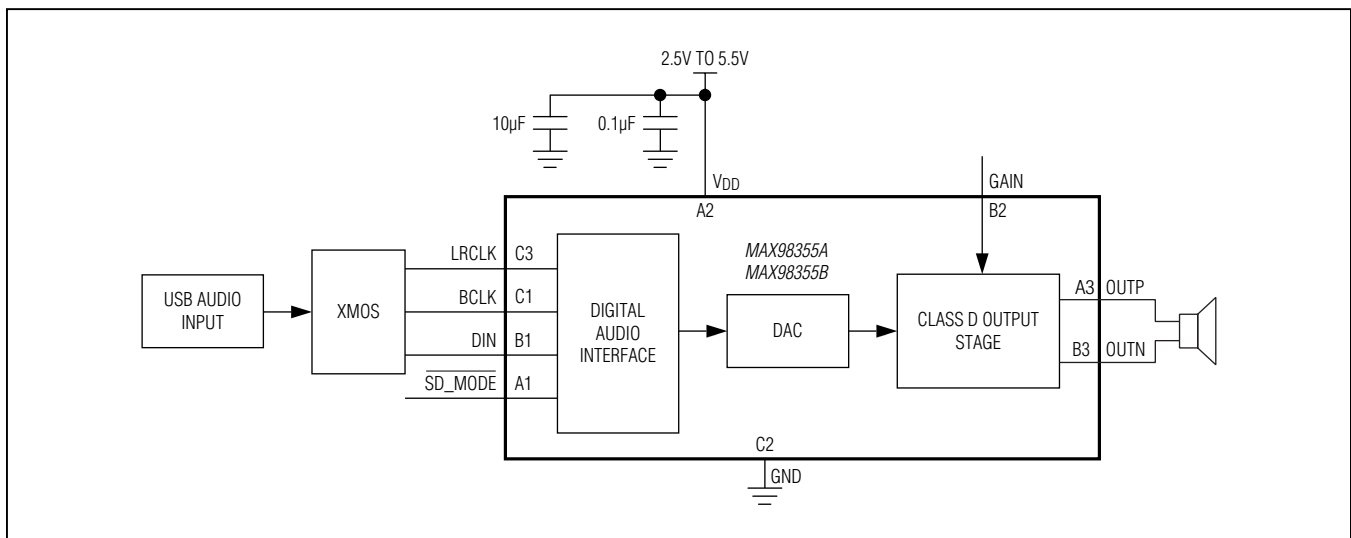 2.5V TO 5.5V
10µF
0.1µF
VDD
A2
GAIN
B2
USB AUDIO
INPUT
XMOS
LRCLK C3
BCLK C1
DIN B1
SD_MODE A1
DIGITAL
AUDIO
INTERFACE
MAX98355A
MAX98355B
DAC
CLASS D OUTPUT
STAGE
A3 OUTP
B3 OUTN
C2
GND